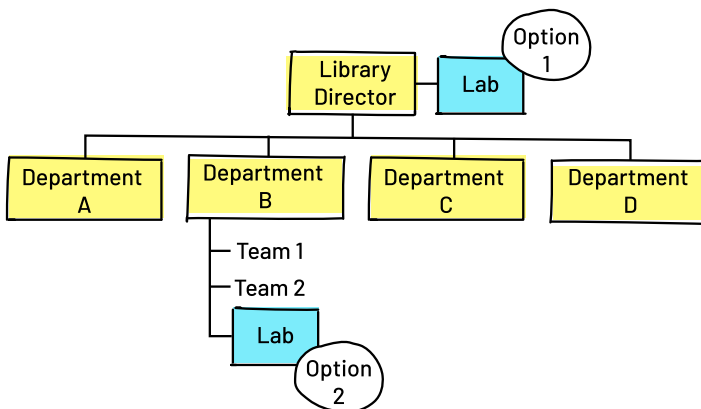 Option
1
Library
Director
Lab
Department
A
Department
B
Department
C
Department
D
Team 1
Team 2
Lab
Option
2